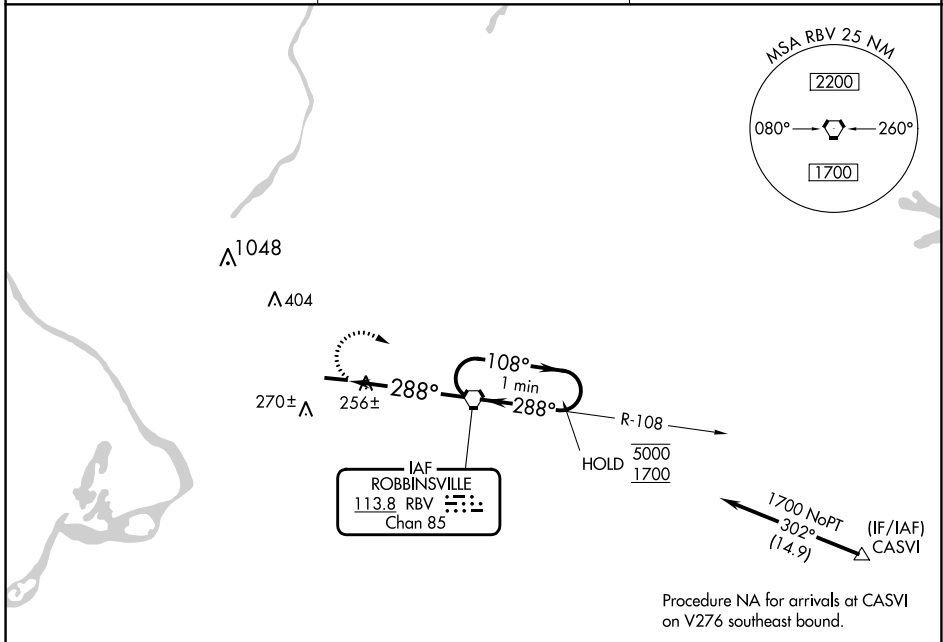 MSA RBV 25 NM
2200
080°
260°
1700
1048
404
108°
1 min
288°
288°
270±
256±
R-108
HOLD
5000
1700
IAF
ROBBINSVILLE
113.8 RBV
Chan 85
1700 NoPT
302°
(14.9)
(IF/IAF)
CASVI
Procedure NA for arrivals at CASVI
on V276 southeast bound.